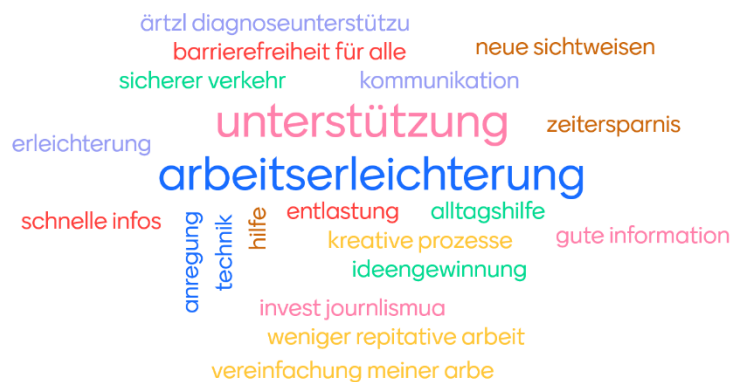 ärtzl diagnoseunterstützu
barrierefreiheit für alle
neue sichtweisen
sicherer verkehr
kommunikation
unterstützung
zeitersparnis
erleichterung
arbeitserleichterung
schnelle infos
anregung
technik
hilfe
entlastung
alltagshilfe
kreative prozesse
gute information
ideengewinnung
invest journlismua
weniger repitative arbeit
vereinfachung meiner arbe